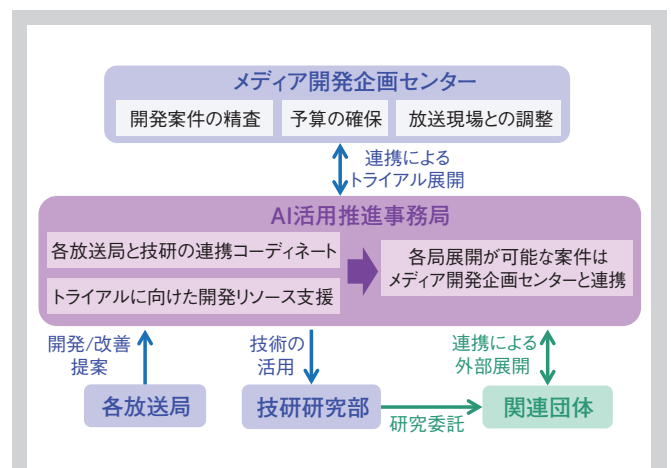 メディア開発企画センター
開発案件の精査
予算の確保
放送現場との調整
連携による
トライアル展開
AI活用推進事務局
各放送局と技研の連携コーディネート
トライアルに向けた開発リソース支援
各局展開が可能な案件は
メディア開発企画センターと連携
開発/改善
提案
技術の
活用
連携による
外部展開
各放送局
技研研究部
研究委託
関連団体